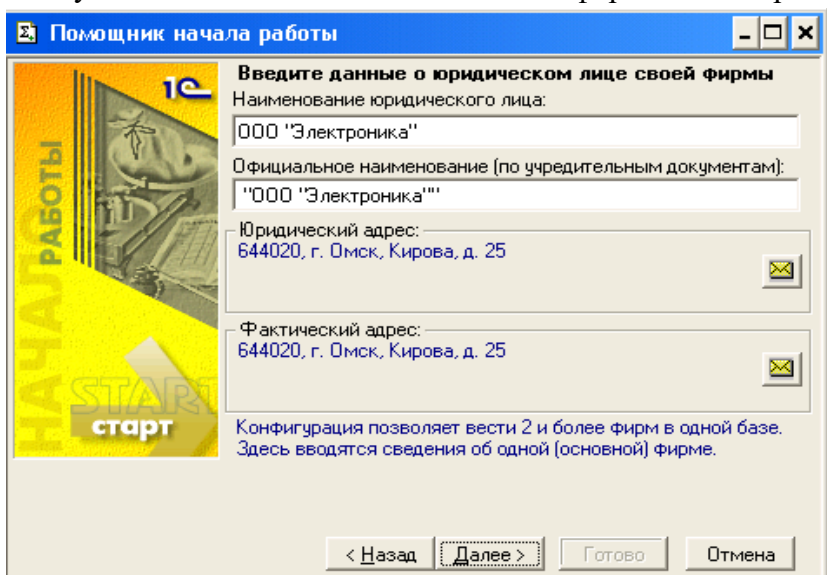 Помощник начала работы
1С
НАЧАЛО
РАБОТЫ
START
старт
Введите данные о юридическом лице своей фирмы
Наименование юридического лица:
ООО "Электроника"
Официальное наименование (по учредительным документам):
"ООО "Электроника""
Юридический адрес:
644020, г. Омск, Кирова, д. 25
Фактический адрес:
644020, г. Омск, Кирова, д. 25
Конфигурация позволяет вести 2 и более фирм в одной базе.
Здесь вводятся сведения об одной (основной) фирме.
< Назад Далее > Готово Отмена